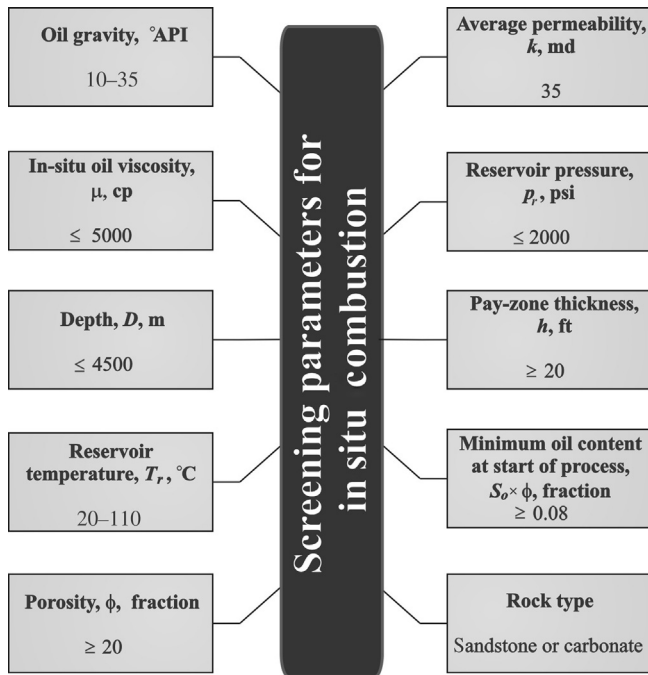 Oil gravity, °API
10–35
In-situ oil viscosity,
μ, cp
≤ 5000
Depth, D, m
≤ 4500
Reservoir
temperature, Tr, °C
20–110
Porosity, ϕ, fraction
≥ 20
Screening parameters for
in situ combustion
Average permeability,
k, md
35
Reservoir pressure,
pr, psi
≤ 2000
Pay-zone thickness,
h, ft
≥ 20
Minimum oil content
at start of process,
So× ϕ, fraction
≥ 0.08
Rock type
Sandstone or carbonate